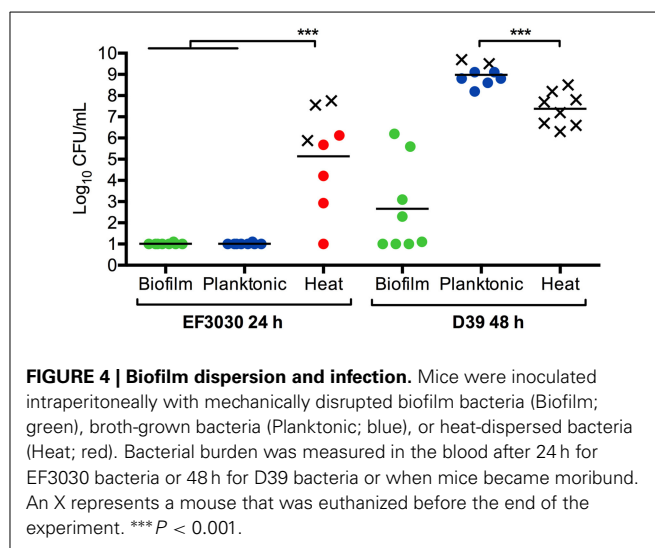 ***
***
Log10 CFU/mL
10
9
8
7
6
5
4
3
2
1
0
Biofilm Planktonic Heat Biofilm Planktonic Heat
EF3030 24 h D39 48 h
FIGURE 4 | Biofilm dispersion and infection. Mice were inoculated
intraperitoneally with mechanically disrupted biofilm bacteria (Biofilm;
green), broth-grown bacteria (Planktonic; blue), or heat-dispersed bacteria
(Heat; red). Bacterial burden was measured in the blood after 24 h for
EF3030 bacteria or 48 h for D39 bacteria or when mice became moribund.
An X represents a mouse that was euthanized before the end of the
experiment. ***P < 0.001.